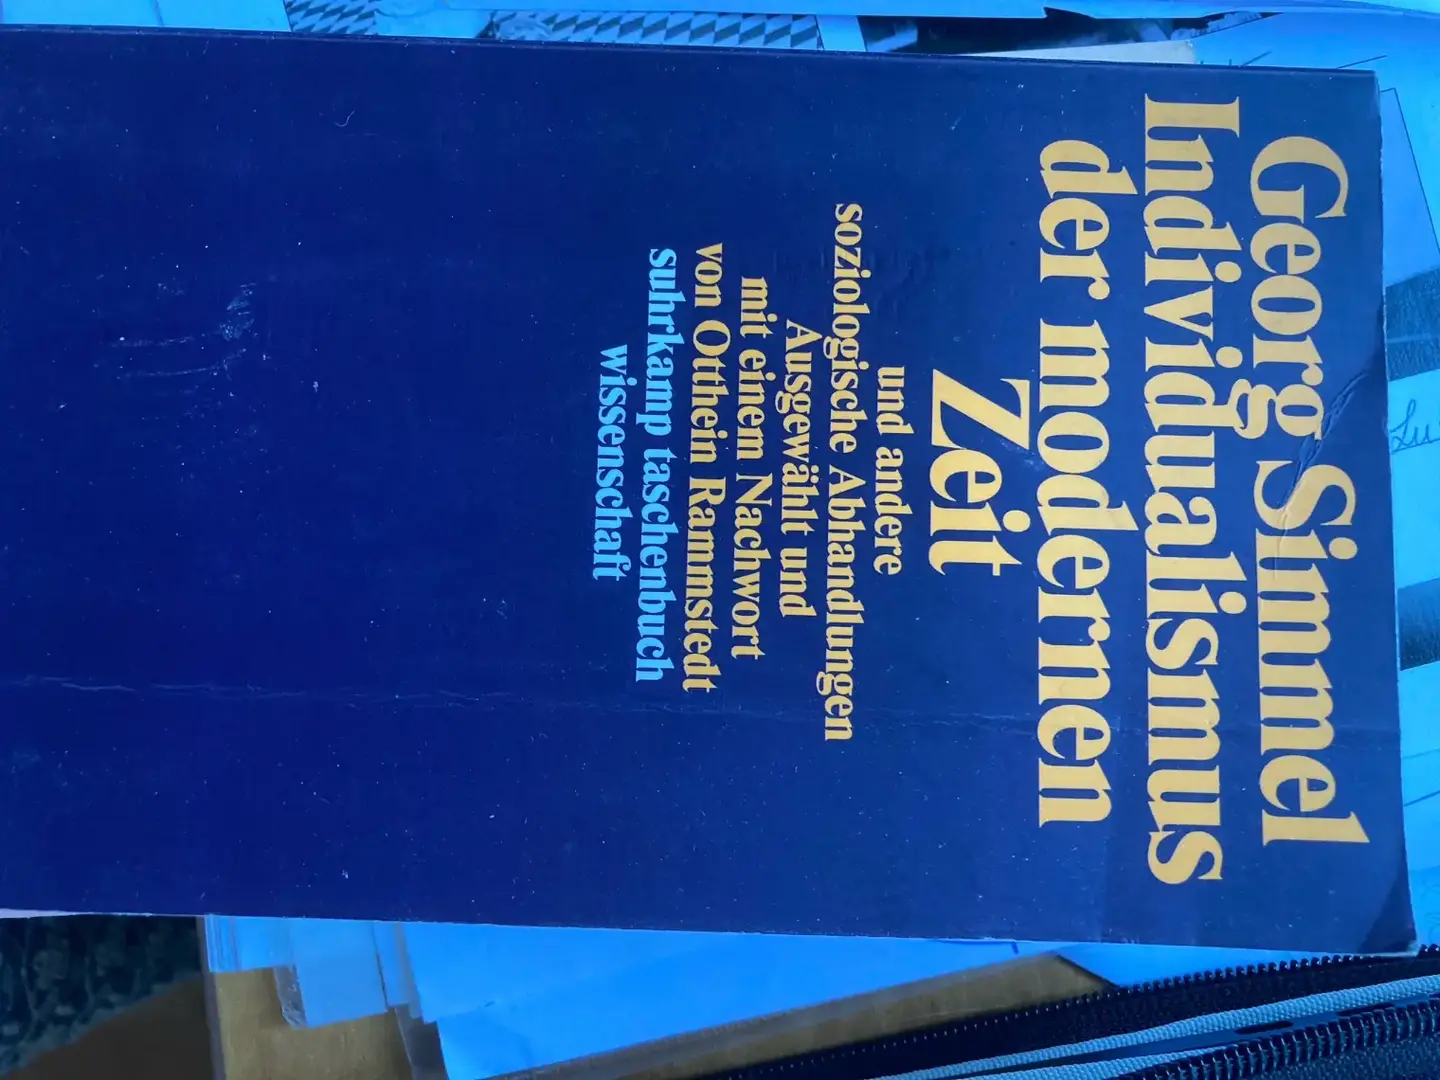 Georg Simmel
Individualismus
der modernen
Zeit
und andere
soziologische Abhandlungen
Ausgewählt und
mit einem Nachwort
von Otthein Rammstedt
suhrkamp taschenbuch
wissenschaft
Lu